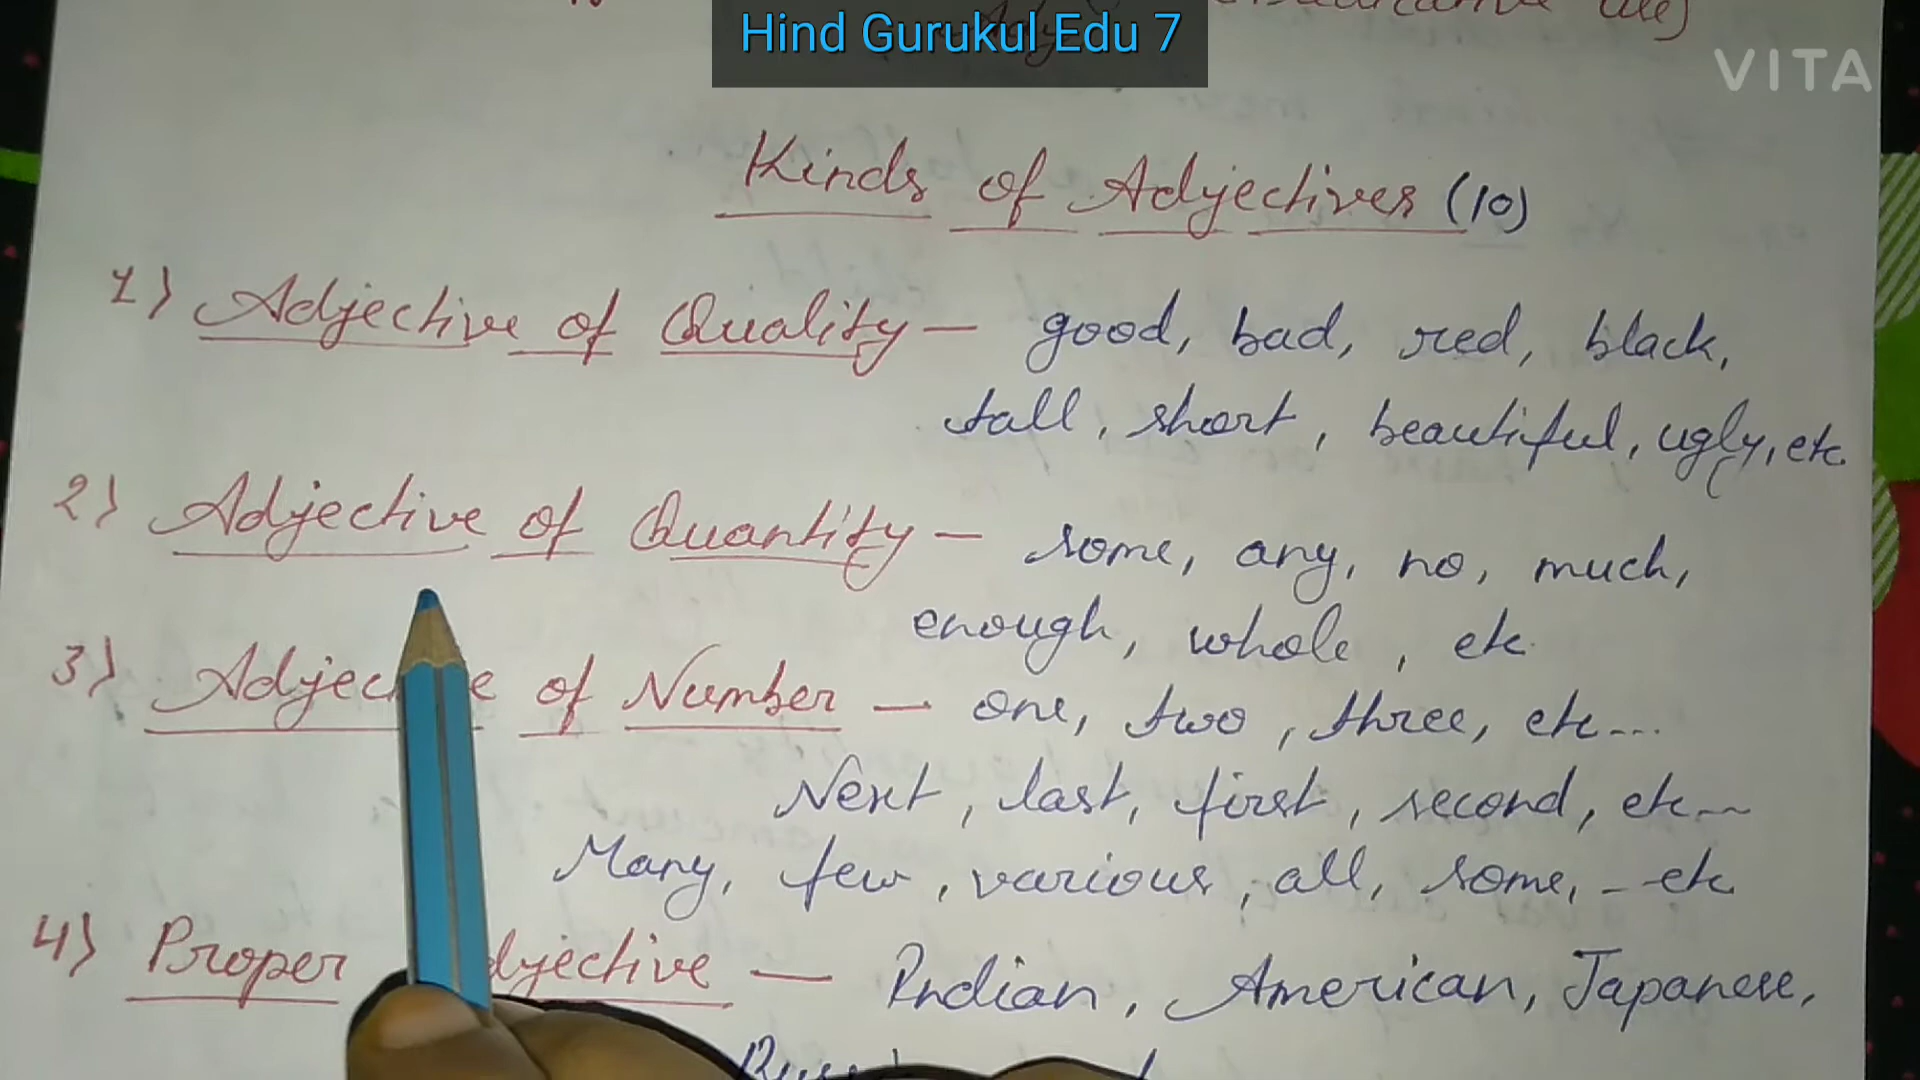 Hind Gurukul Edu 7
VITA
Kinds of Adjectives (10)
1) Adjective of Quality — good, bad, red, black,
tall, short, beautiful, ugly, etc.
2) Adjective of Quantity — some, any, no, much,
enough, whole, etc.
3) Adjective of Number — one, two, three, etc...
Next, last, first, second, etc~
Many, few, various, all, some, - etc
4) Proper Adjective — Indian, American, Japanese,